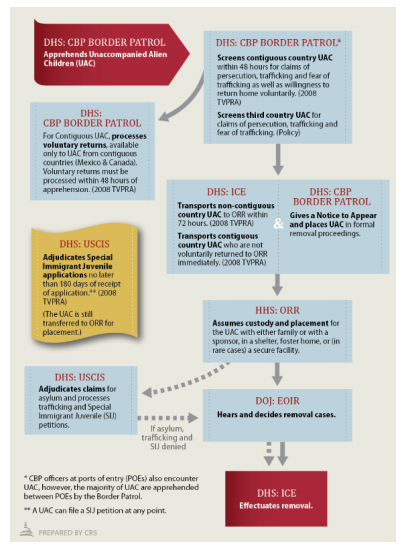 DHS: CBP BORDER PATROL
Apprehends Unaccompanied Alien
Children (UAC)
DHS: CBP BORDER PATROL*
Screens contiguous country UAC
within 48 hours for claims of
persecution, trafficking and fear of
trafficking as well as willingness to
return home voluntarily. (2008
TVPRA)
Screens third country UAC for
claims of persecution, trafficking and
fear of trafficking. (Policy)
DHS:
CBP BORDER PATROL
For Contiguous UAC, processes
voluntary returns, available
only to UAC from contiguous
countries (Mexico & Canada).
Voluntary returns must be
processed within 48 hours of
apprehension. (2008 TVPRA)
DHS: ICE
Transports non-contiguous
country UAC to ORR within
72 hours. (2008 TVPRA)
Transports contiguous
country UAC who are not
voluntarily returned to ORR
immediately. (2008 TVPRA)
&
DHS: CBP
BORDER PATROL
Gives a Notice to Appear
and places UAC in formal
removal proceedings.
DHS: USCIS
Adjudicates Special
Immigrant Juvenile
applications no later
than 180 days of receipt
of application.** (2008
TVPRA)
(The UAC is still
transferred to ORR for
placement.)
HHS: ORR
Assumes custody and placement for
the UAC with either family or with a
sponsor, in a shelter, foster home, or (in
rare cases) a secure facility.
DHS: USCIS
Adjudicates claims for
asylum and processes
trafficking and Special
Immigrant Juvenile (SIJ)
petitions.
If asylum,
trafficking and
SIJ denied
DOJ: EOIR
Hears and decides removal cases.
DHS: ICE
Effectuates removal.
* CBP officers at ports of entry (POEs) also encounter
UAC, however, the majority of UAC are apprehended
between POEs by the Border Patrol.
** A UAC can file a SIJ petition at any point.
PREPARED BY CRS